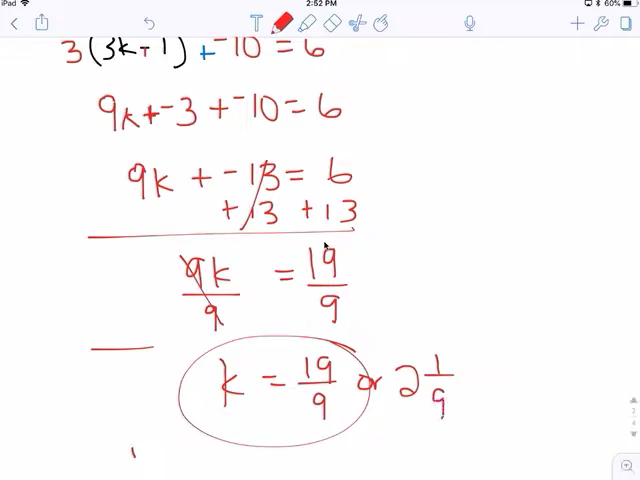 iPad 2:52 PM 60%
3(3k-1) + -10 = 6
9k + -3 + -10 = 6
9k + -13 = 6
+13 +13
9k = 19
9 9
k = 19/9 or 2 1/9